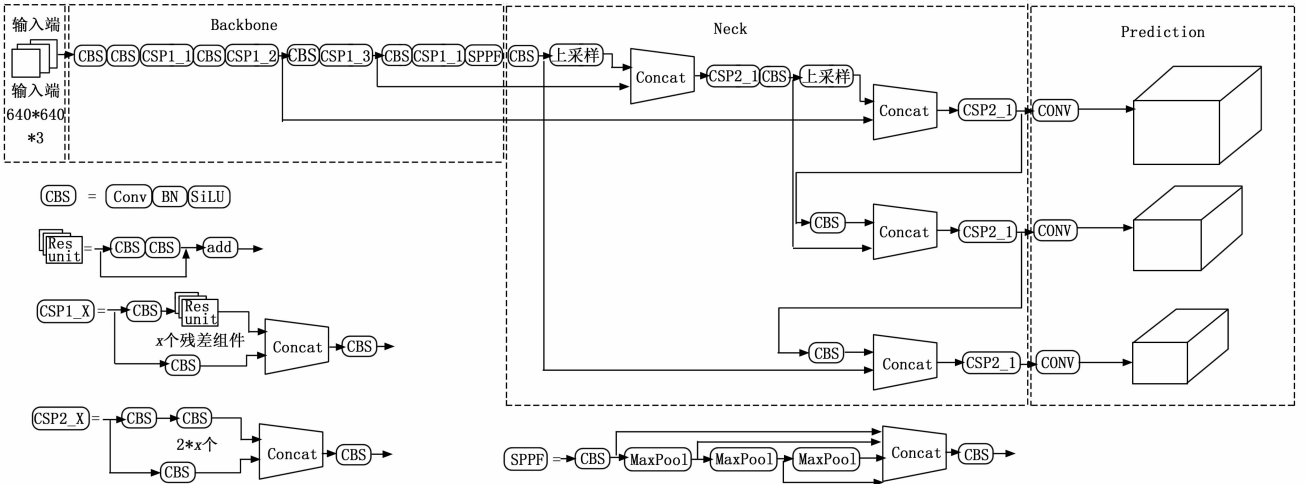 输入端
Backbone
Neck
Prediction
CBS CBS CSP1_1 CBS CSP1_2 CBS CSP1_3 CBS CSP1_1 SPPF CBS 上采样
Concat
CSP2_1 CBS 上采样
输入端
640*640
*3
Concat
CSP2_1
CONV
CBS = Conv BN SiLU
CBS
Concat
CSP2_1
CONV
Res
unit
= CBS CBS add
CSP1_X = CBS Res
unit
x个残差组件
Concat
CBS
CBS
CBS
Concat
CSP2_1
CONV
CSP2_X = CBS CBS
2*x个
CBS
Concat
CBS
SPPF = CBS MaxPool MaxPool MaxPool Concat CBS